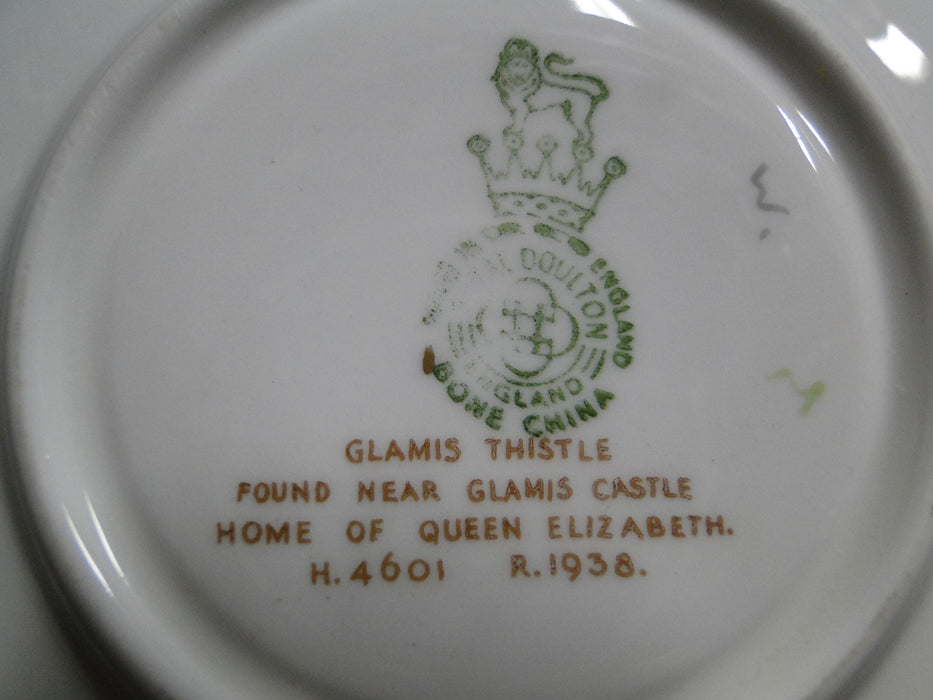 DOULTON
ENGLAND
ENGLAND
BONE CHINA
GLAMIS THISTLE
FOUND NEAR GLAMIS CASTLE
HOME OF QUEEN ELIZABETH.
H.4601 R.1938.